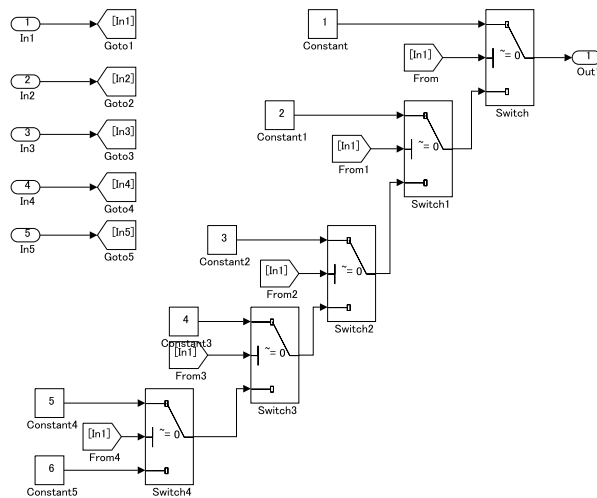 1
In1
[In1]
Goto1
2
In2
[In2]
Goto2
3
In3
[In3]
Goto3
4
In4
[In4]
Goto4
5
In5
[In5]
Goto5
1
Constant
[In1]
From
~= 0
Switch
1
Out1
2
Constant1
[In1]
From1
~= 0
Switch1
3
Constant2
[In1]
From2
~= 0
Switch2
4
Constant3
[In1]
From3
~= 0
Switch3
5
Constant4
[In1]
From4
~= 0
Switch4
6
Constant5